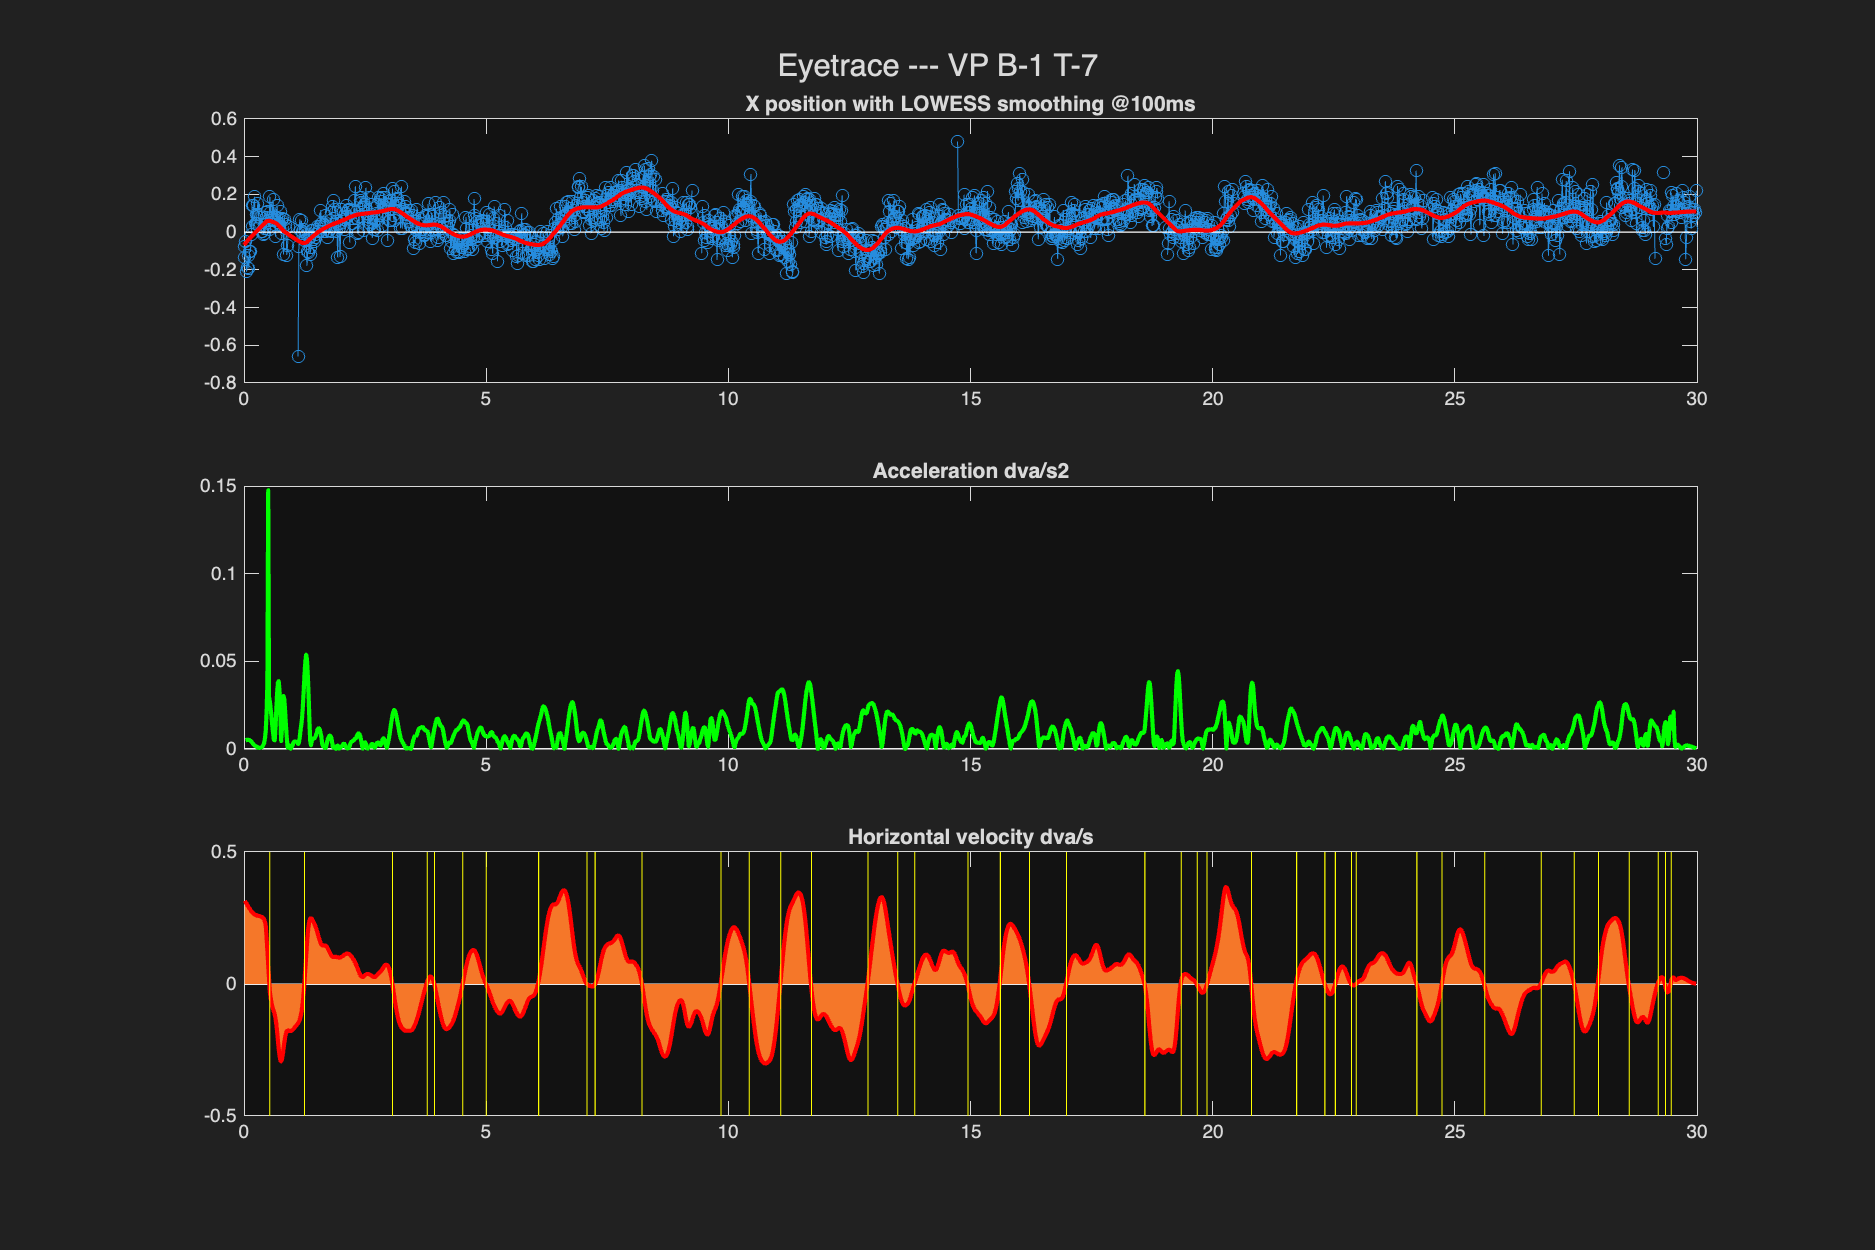 Eyetrace --- VP B-1 T-7
X position with LOWESS smoothing @100ms
0.6
0.4
0.2
0
-0.2
-0.4
-0.6
-0.8
0 5 10 15 20 25 30
Acceleration dva/s2
0.15
0.1
0.05
0
0 5 10 15 20 25 30
Horizontal velocity dva/s
0.5
0
-0.5
0 5 10 15 20 25 30